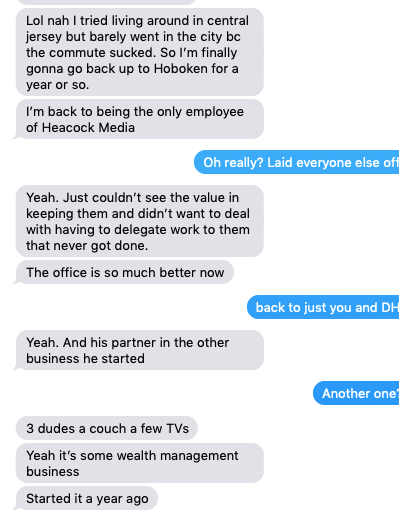 Lol nah I tried living around in central
jersey but barely went in the city bc
the commute sucked. So I'm finally
gonna go back up to Hoboken for a
year or so.
I'm back to being the only employee
of Heacock Media
Oh really? Laid everyone else off
Yeah. Just couldn't see the value in
keeping them and didn't want to deal
with having to delegate work to them
that never got done.
The office is so much better now
back to just you and DH
Yeah. And his partner in the other
business he started
Another one?
3 dudes a couch a few TVs
Yeah it's some wealth management
business
Started it a year ago